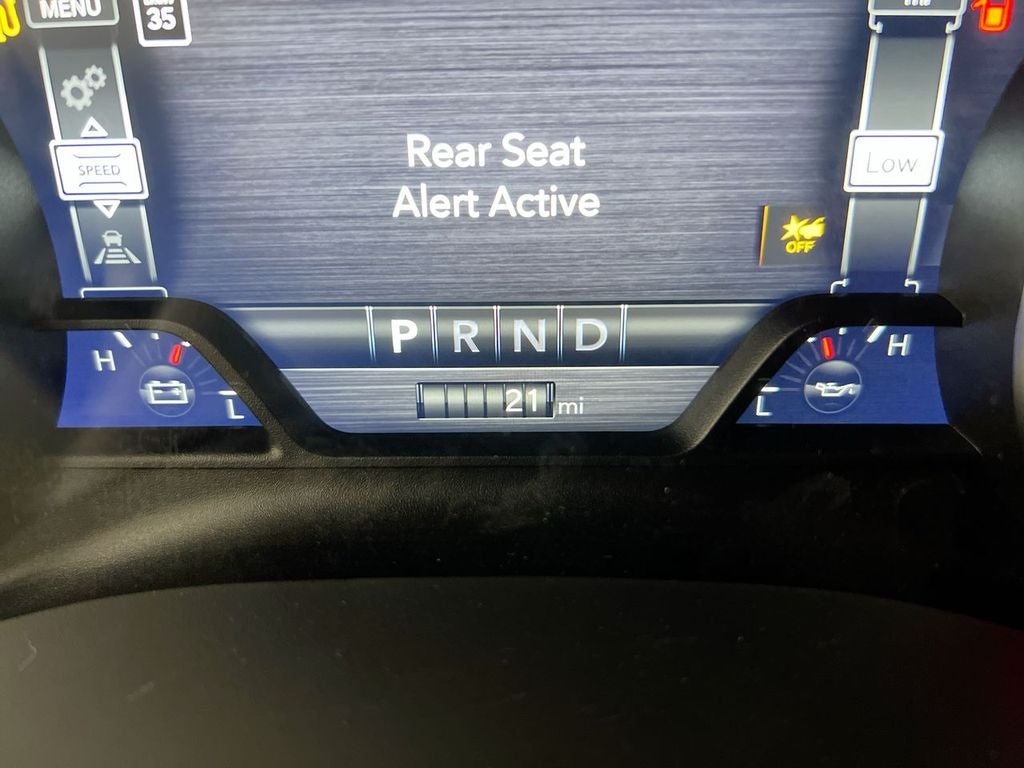 MENU
35
SPEED
Rear Seat
Alert Active
Low
OFF
P R N D
H
L
21 mi
H
L